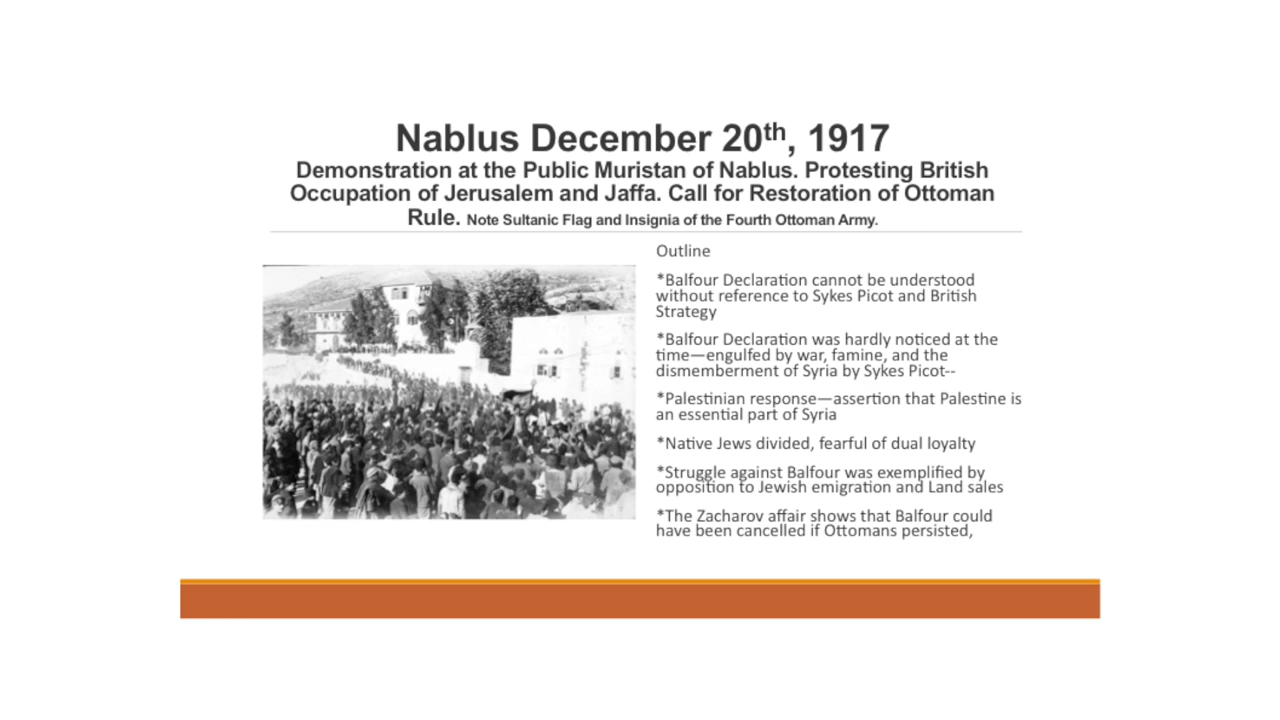 Nablus December 20th, 1917
Demonstration at the Public Muristan of Nablus. Protesting British
Occupation of Jerusalem and Jaffa. Call for Restoration of Ottoman
Rule. Note Sultanic Flag and Insignia of the Fourth Ottoman Army.
Outline
*Balfour Declaration cannot be understood
without reference to Sykes Picot and British
Strategy
*Balfour Declaration was hardly noticed at the
time—engulfed by war, famine, and the
dismemberment of Syria by Sykes Picot--
*Palestinian response—assertion that Palestine is
an essential part of Syria
*Native Jews divided, fearful of dual loyalty
*Struggle against Balfour was exemplified by
opposition to Jewish emigration and Land sales
*The Zacharov affair shows that Balfour could
have been cancelled if Ottomans persisted,